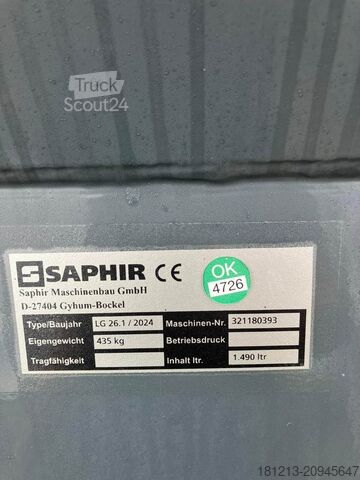 Truck
Scout24
SAPHIR CE
Saphir Maschinenbau GmbH
D-27404 Gyhum-Bockel
OK
4726
Type/Baujahr LG 26.1 / 2024 Maschinen-Nr. 321180393
Eigengewicht 435 kg Betriebsdruck
Tragfähigkeit Inhalt ltr. 1.490 ltr
181213-20945647